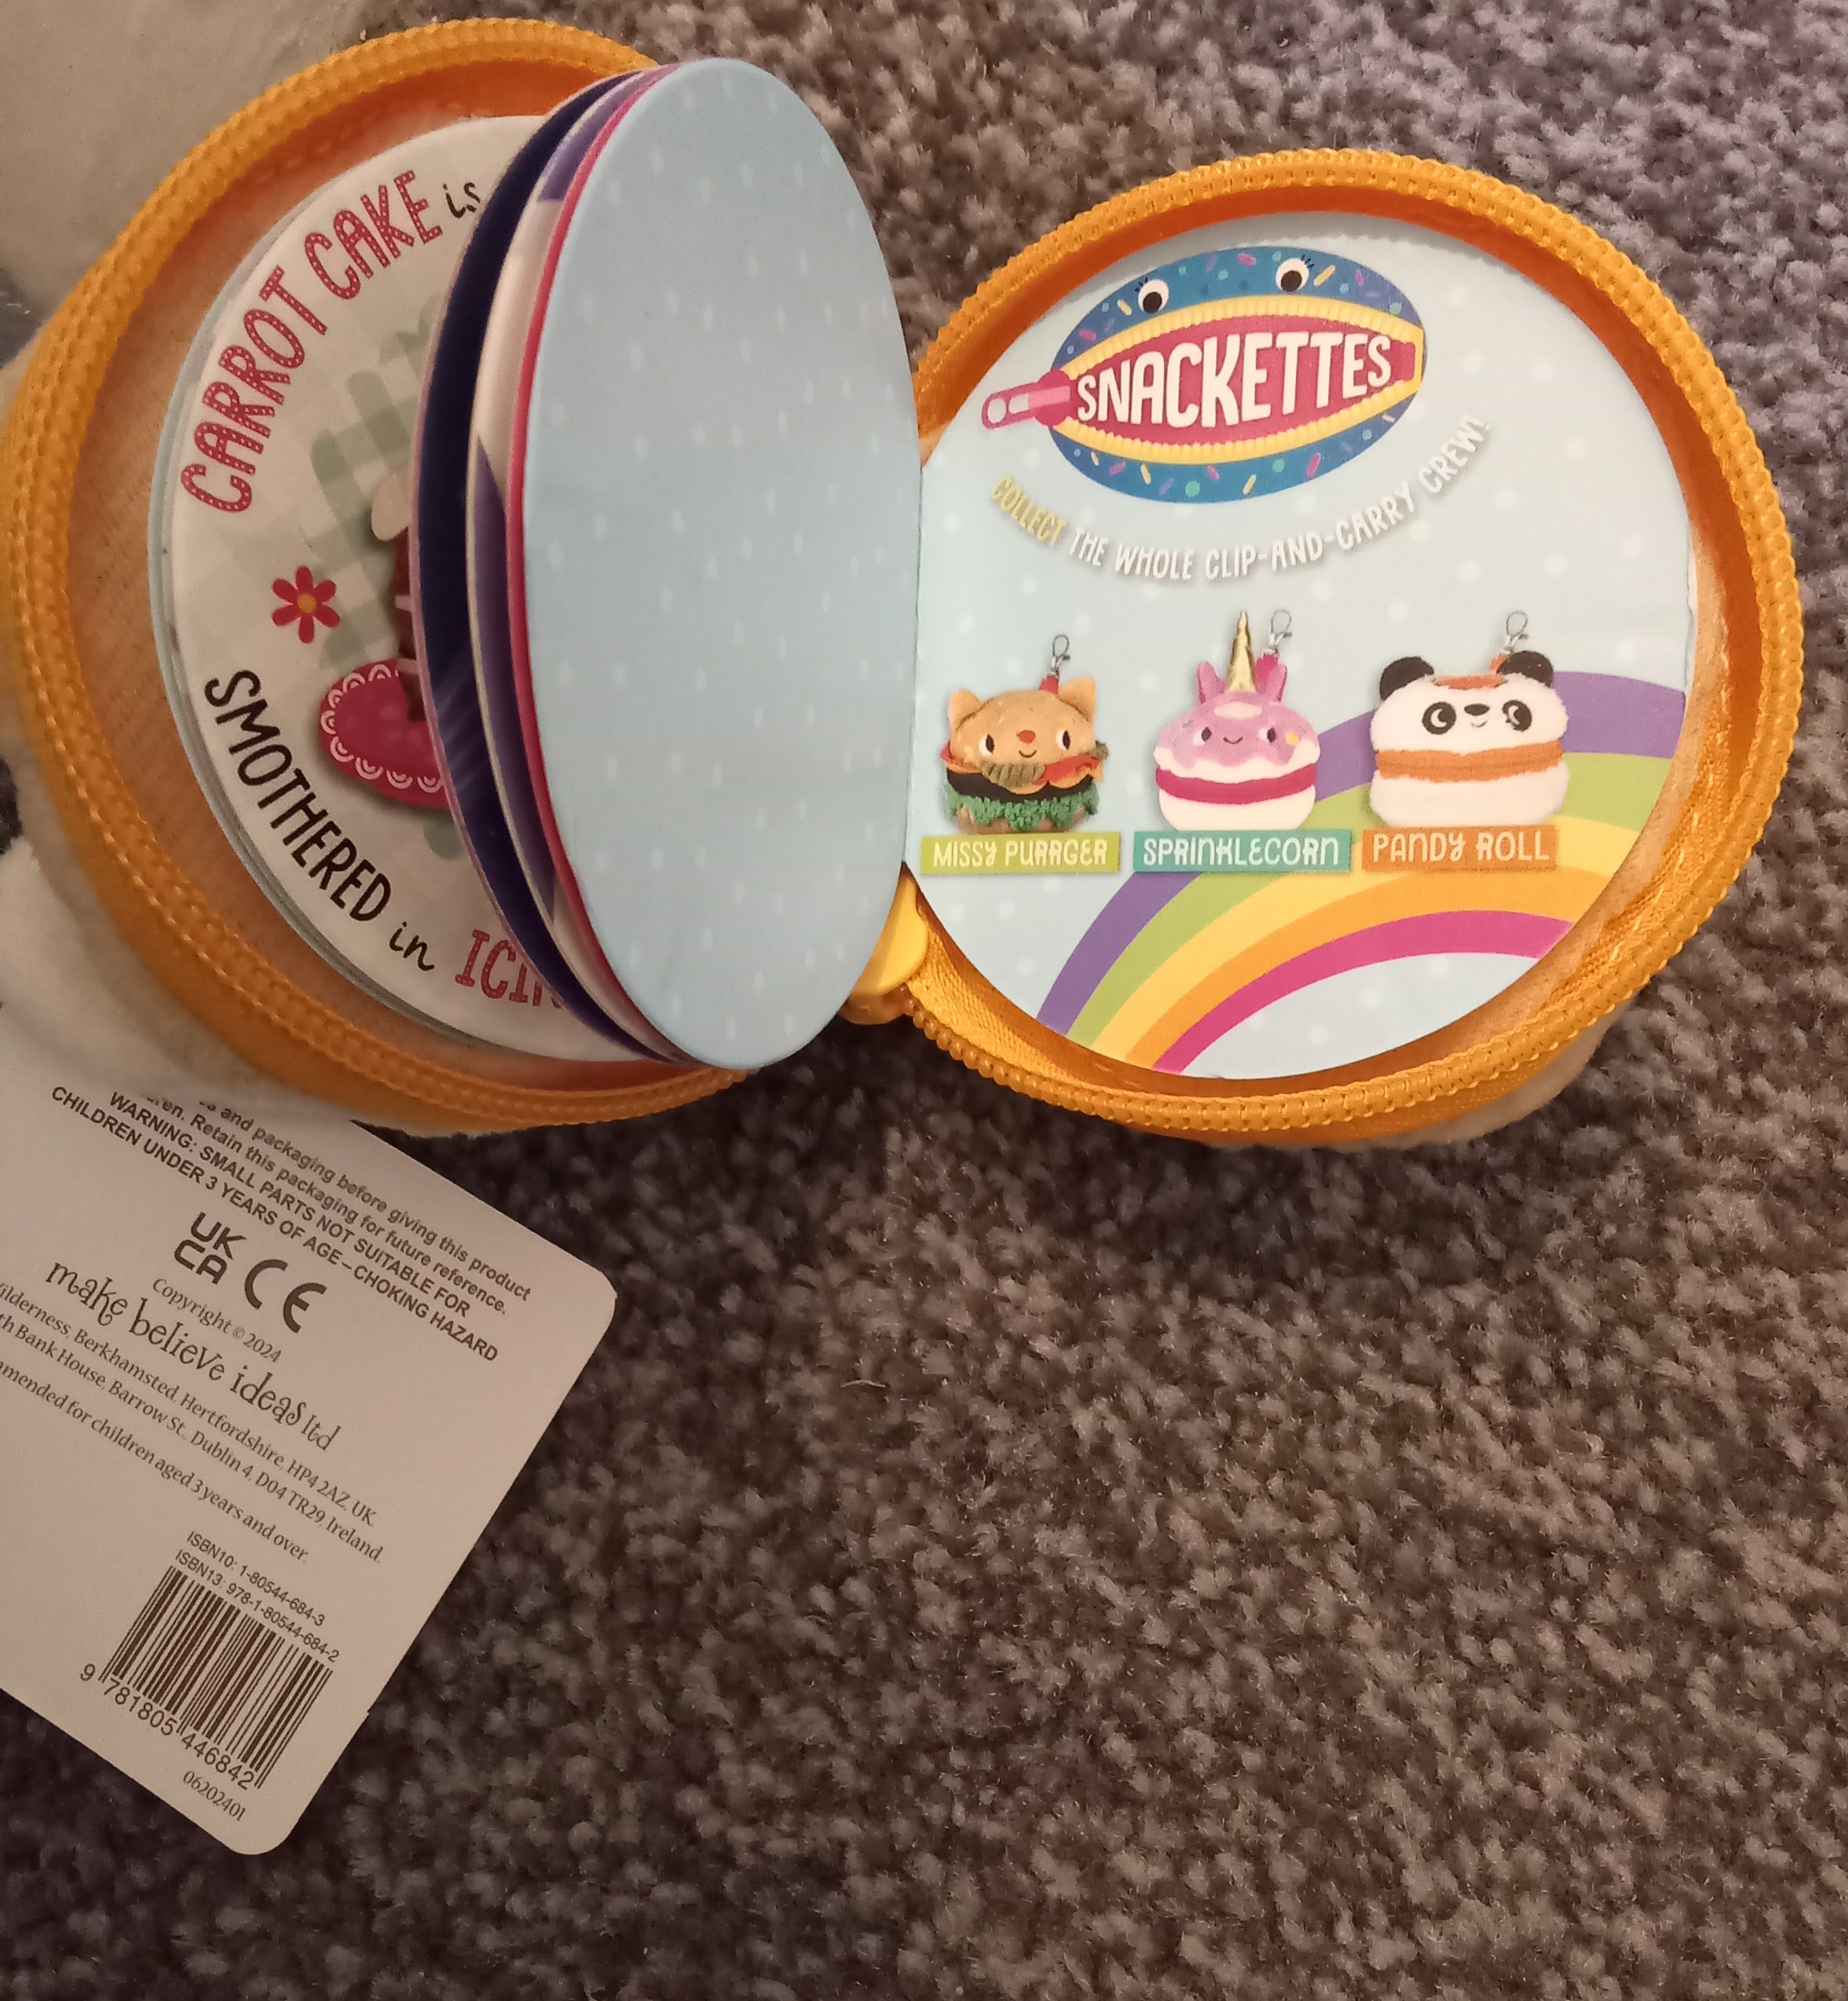 CARROT CAKE is
SMOTHERED in
SNACKETTES
COLLECT THE WHOLE CLIP-AND-CARRY CREW!
MISSY PURRGER
SPRINKLECORN
PANDY ROLL
and packaging before giving this product
Retain this packaging for future reference.
WARNING: SMALL PARTS NOT SUITABLE FOR
CHILDREN UNDER 3 YEARS OF AGE – CHOKING HAZARD
UK
CA
CE
Copyright © 2024
make believe ideas ltd
Berkhamsted, Hertfordshire, HP4 2AZ, UK.
Bank House, Barrow St., Dublin 4, D04 TR29, Ireland.
for children aged 3 years and over.
ISBN10: 1-80544-684-3
ISBN13: 978-1-80544-684-2
9 781805 446842
06202401